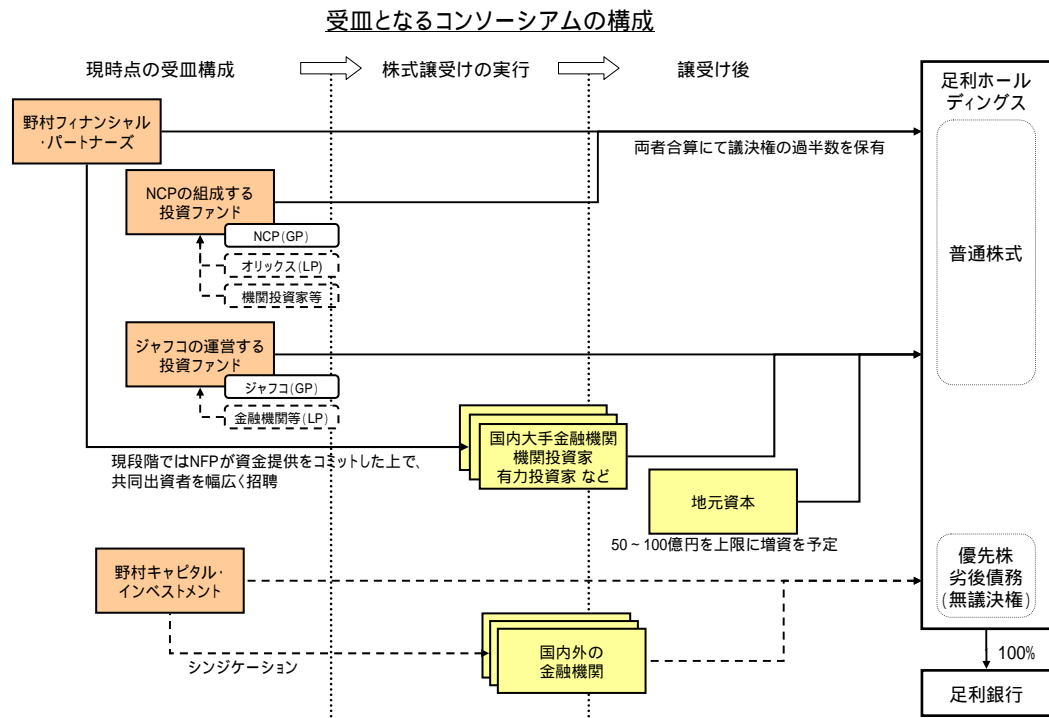 受皿となるコンソーシアムの構成
現時点の受皿構成
株式譲受けの実行
譲受け後
足利ホール
ディングス
野村フィナンシャル
・パートナーズ
両者合算にて議決権の過半数を保有
NCPの組成する
投資ファンド
NCP(GP)
オリックス(LP)
機関投資家等
普通株式
ジャフコの運営する
投資ファンド
ジャフコ(GP)
金融機関等(LP)
国内大手金融機関
機関投資家
有力投資家 など
現段階ではNFPが資金提供をコミットした上で、
共同出資者を幅広く招聘
地元資本
50~100億円を上限に増資を予定
優先株
劣後債務
(無議決権)
野村キャピタル・
インベストメント
シンジケーション
国内外の
金融機関
100%
足利銀行